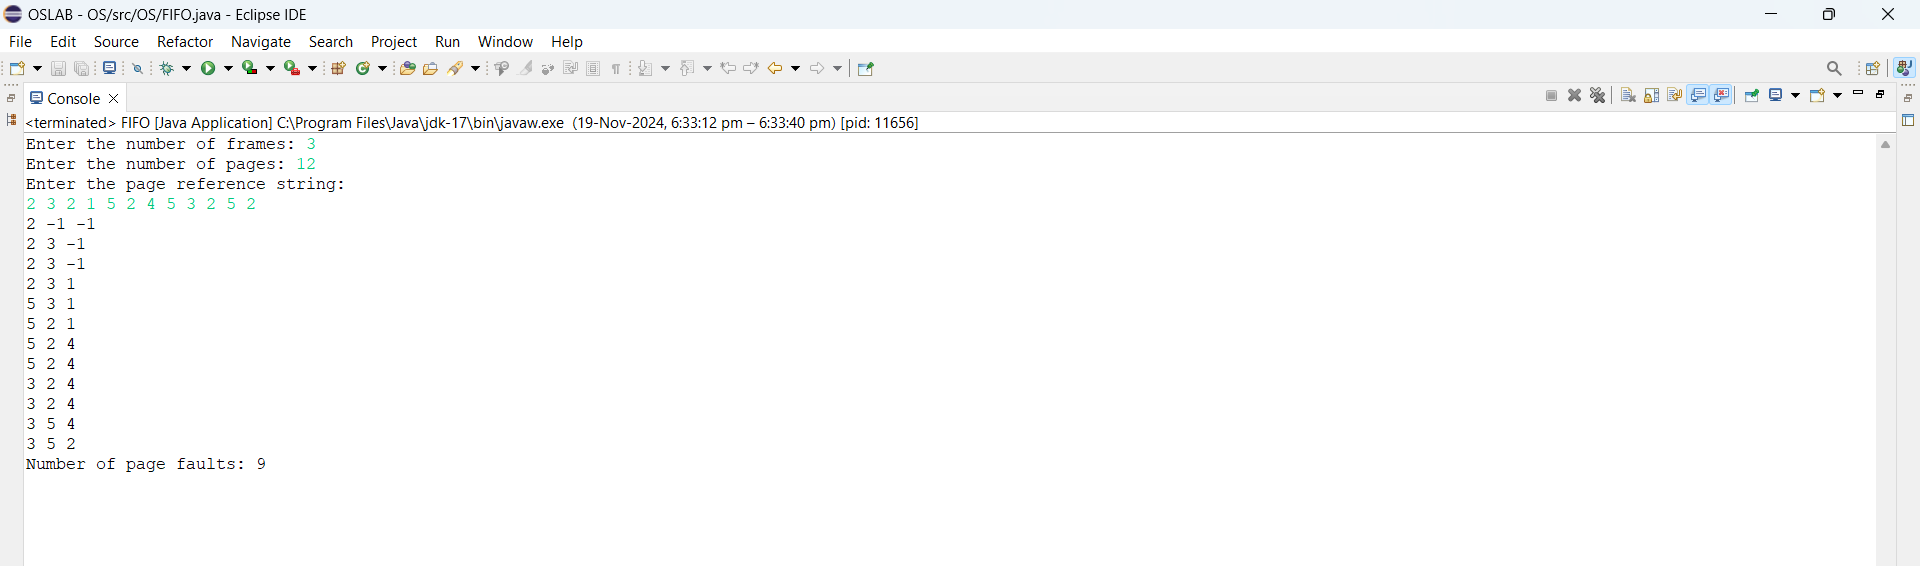 OSLAB - OS/src/OS/FIFO.java - Eclipse IDE
File Edit Source Refactor Navigate Search Project Run Window Help
Console
<terminated> FIFO [Java Application] C:\Program Files\Java\jdk-17\bin\javaw.exe (19-Nov-2024, 6:33:12 pm – 6:33:40 pm) [pid: 11656]
Enter the number of frames: 3
Enter the number of pages: 12
Enter the page reference string:
2 3 2 1 5 2 4 5 3 2 5 2
2 -1 -1
2 3 -1
2 3 -1
2 3 1
5 3 1
5 2 1
5 2 4
5 2 4
3 2 4
3 2 4
3 5 4
3 5 2
Number of page faults: 9